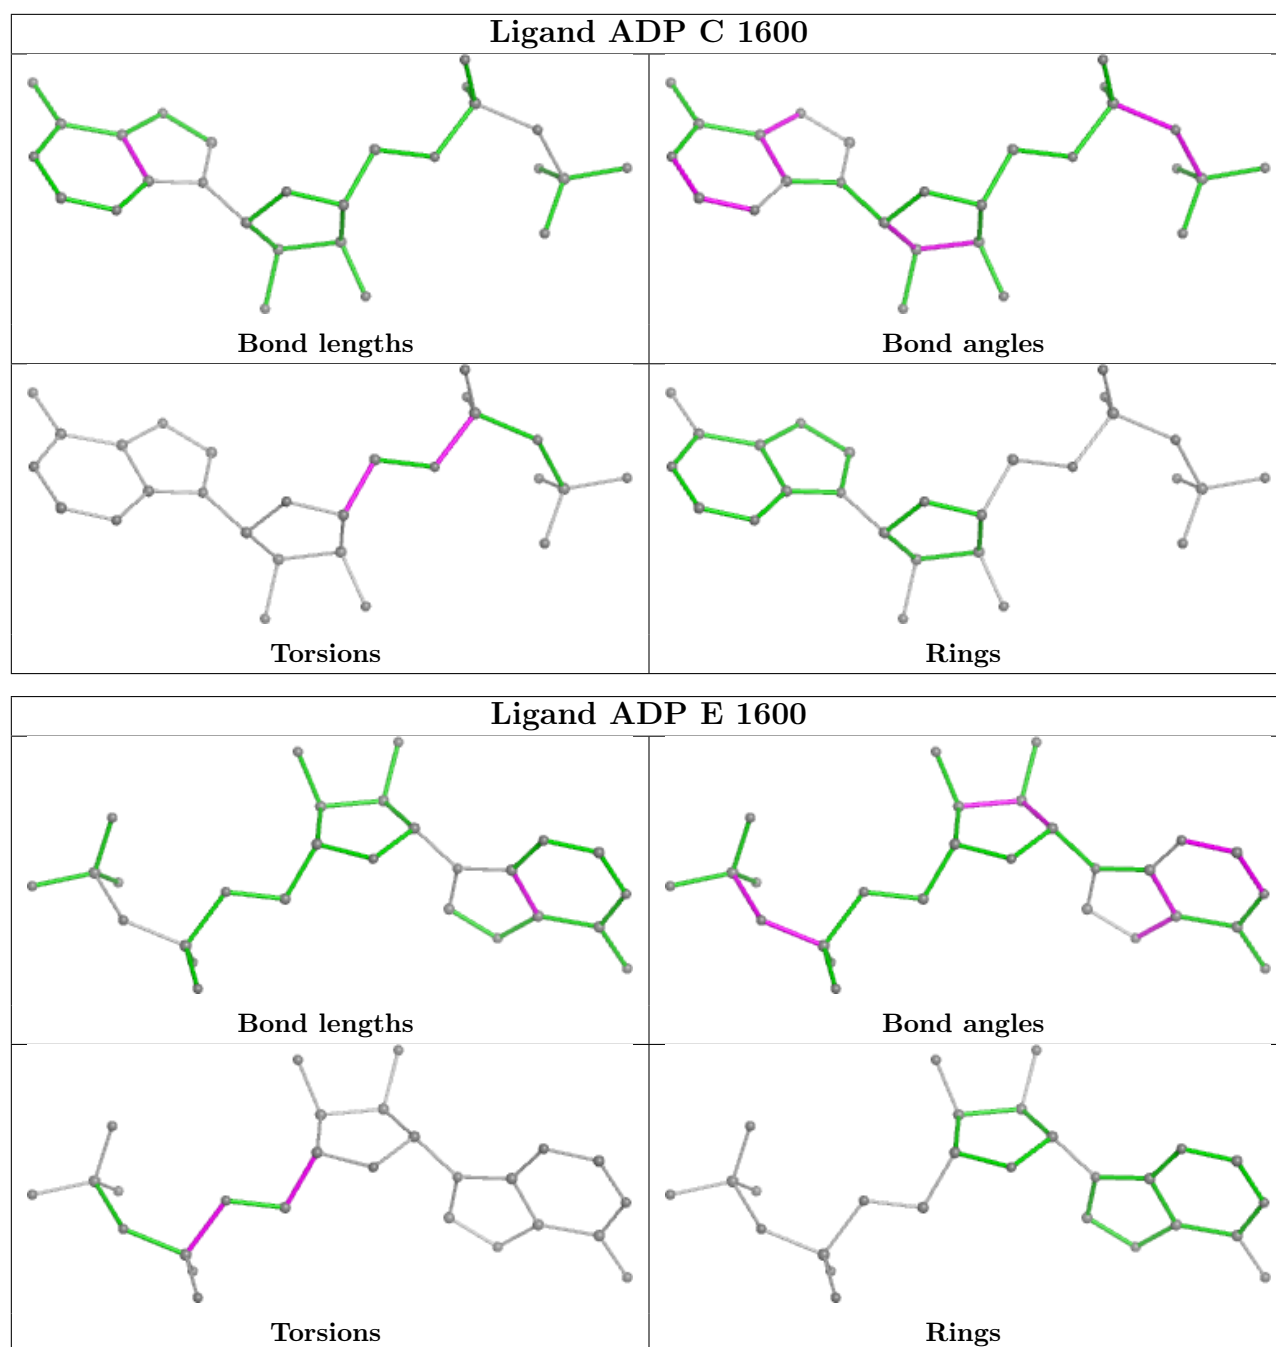 Ligand ADP C 1600
Bond lengths
Bond angles
Torsions
Rings
Ligand ADP E 1600
Bond lengths
Bond angles
Torsions
Rings